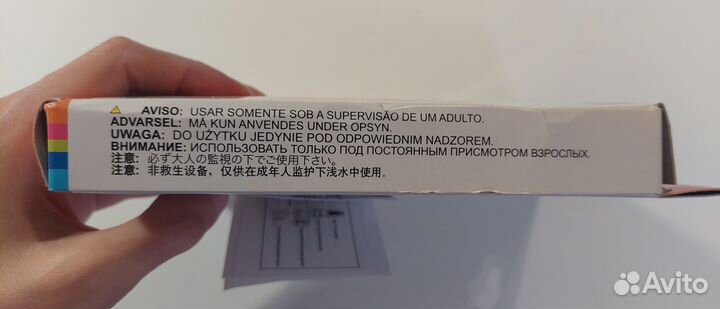 ⚠ AVISO: USAR SOMENTE SOB A SUPERVISÃO DE UM ADULTO.
ADVARSEL: MÅ KUN ANVENDES UNDER OPSYN.
UWAGA: DO UŻYTKU JEDYNIE POD ODPOWIEDNIM NADZOREM.
ВНИМАНИЕ: ИСПОЛЬЗОВАТЬ ТОЛЬКО ПОД ПОСТОЯННЫМ ПРИСМОТРОМ ВЗРОСЛЫХ.
注意: 必ず大人の監視の下でご使用下さい。
注意: 非救生设备，仅供在成年人监护下浅水中使用。
Avito